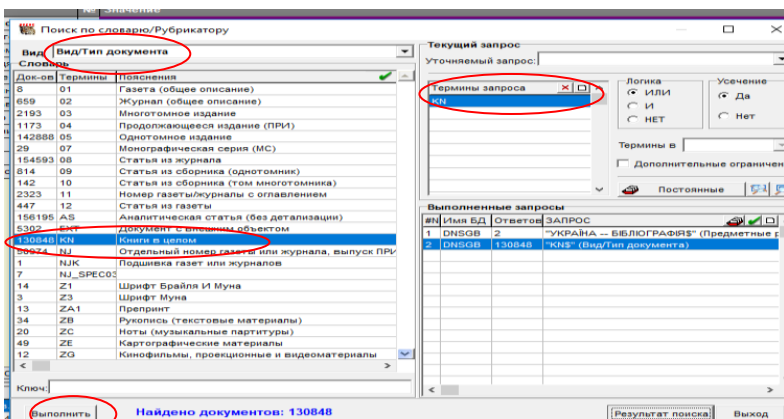 № Значение
Поиск по словарю/Рубрикатору
Вид Вид/Тип документа
Словарь
Док-ов Термины Пояснения
8 01 Газета (общее описание)
659 02 Журнал (общее описание)
2193 03 Многотомное издание
1173 04 Продолжающееся издание (ПРИ)
142888 05 Однотомное издание
29 07 Монографическая серия (МС)
154593 08 Статья из журнала
814 09 Статья из сборника (однотомник)
142 10 Статья из сборника (том многотомника)
2323 11 Номер газеты/журнала с оглавлением
447 12 Статья из газеты
156195 AS Аналитическая статья (без детализации)
5302 EXT Документ с внешним объектом
130848 KN Книги в целом
NJ Отдельный номер газеты или журнала, выпуск ПРИ
1 NJK Подшивка газет или журналов
7 NJ_SPEC03
14 Z1 Шрифт Брайля И Муна
3 Z3 Шрифт Муна
13 ZA1 Препринт
34 ZB Рукопись (текстовые материалы)
20 ZC Ноты (музыкальные партитуры)
49 ZE Картографические материалы
12 ZG Кинофильмы, проекционные и видеоматериалы
Ключ:
Выполнить Найдено документов: 130848
Текущий запрос
Уточняемый запрос:
Термины запроса
KN
Логика
ИЛИ
И
НЕТ
Усечение
Да
Нет
Термины в
Дополнительные ограничен
Постоянные
Выполненные запросы
#N Имя БД Ответов ЗАПРОС
1 DNSGB 2 "УКРАЇНА -- БІБЛІОГРАФІЯ$" (Предметные р
2 DNSGB 130848 "KN$" (Вид/Тип документа)
Результат поиска Выход